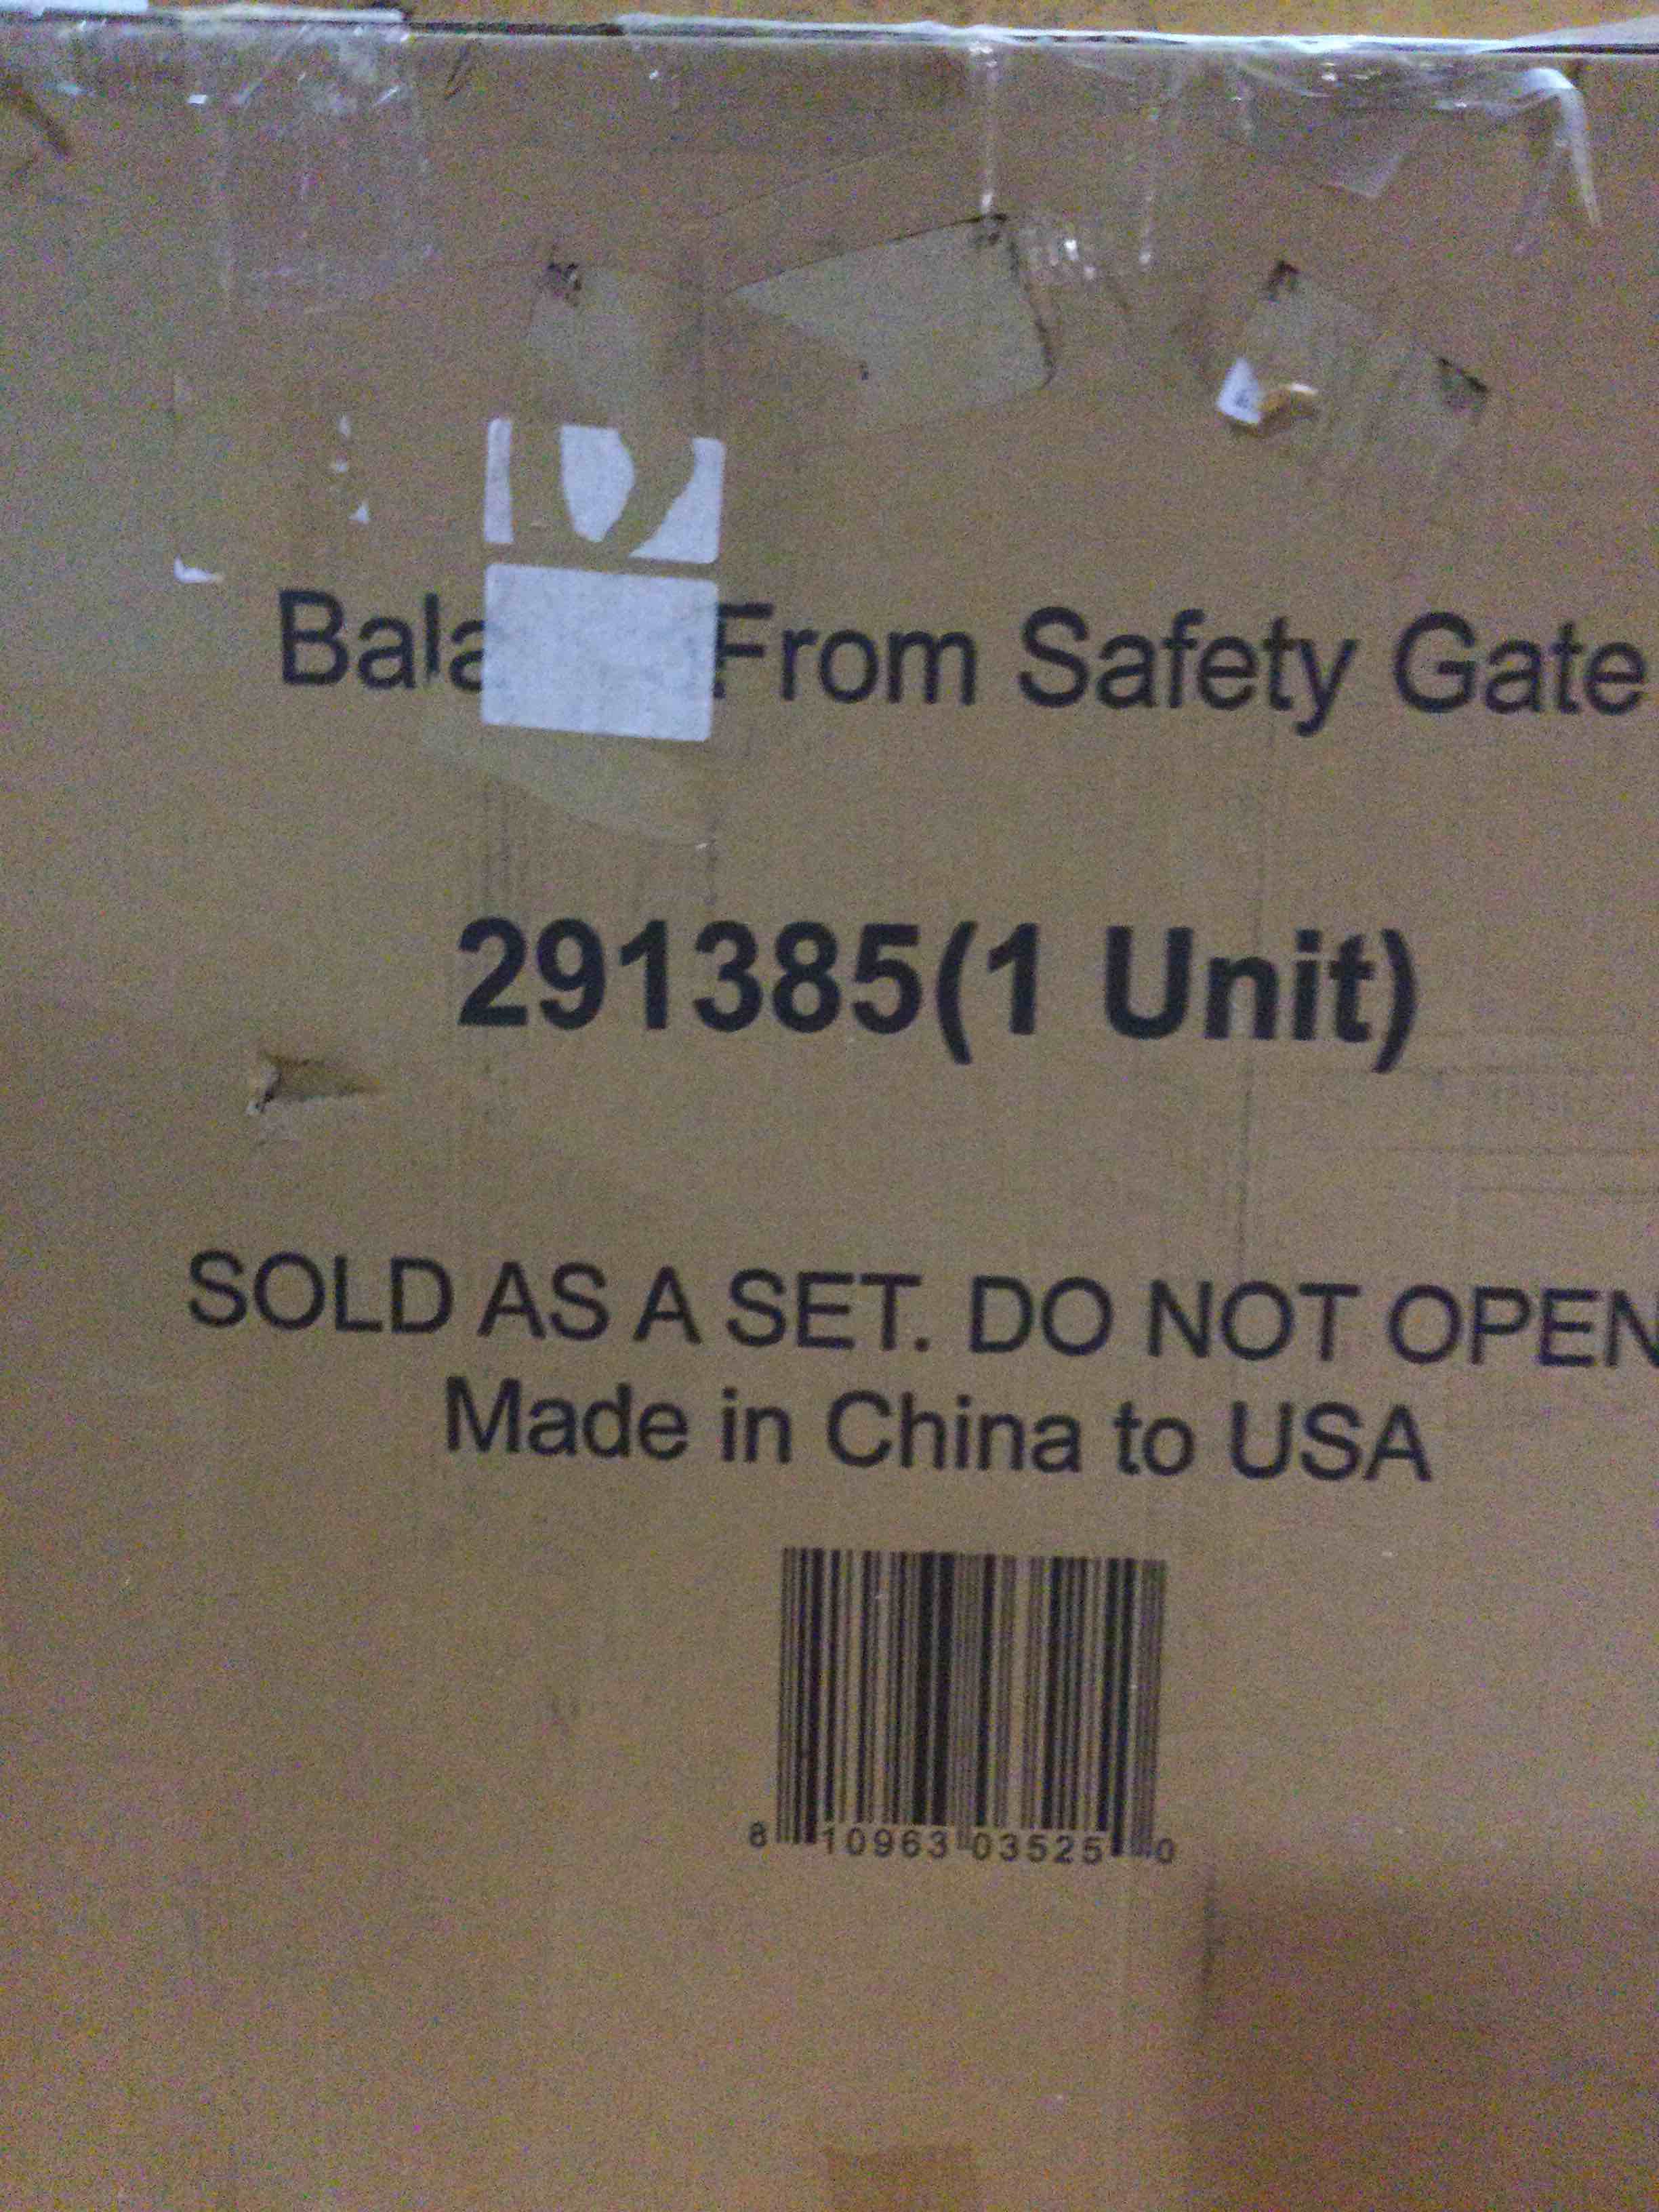 Bala From Safety Gate
291385(1 Unit)
SOLD AS A SET. DO NOT OPEN
Made in China to USA
8 10963 03525 0